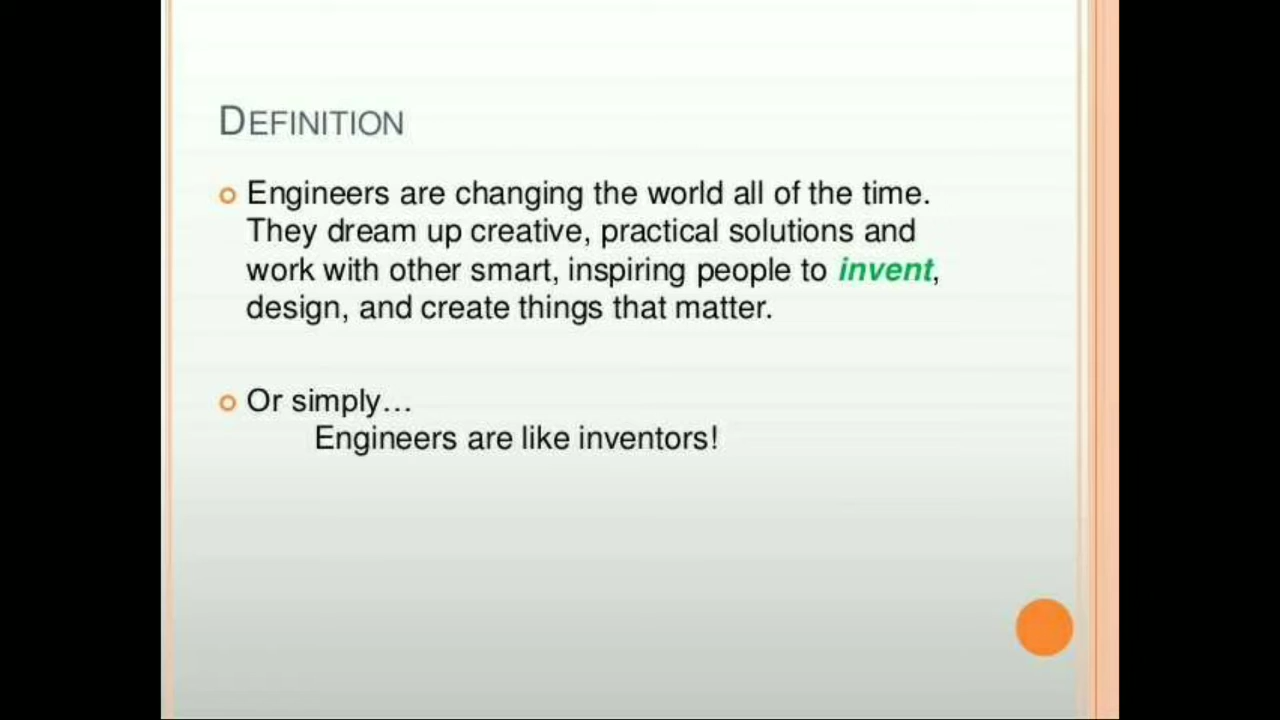 DEFINITION
Engineers are changing the world all of the time.
They dream up creative, practical solutions and
work with other smart, inspiring people to invent,
design, and create things that matter.
Or simply…
Engineers are like inventors!